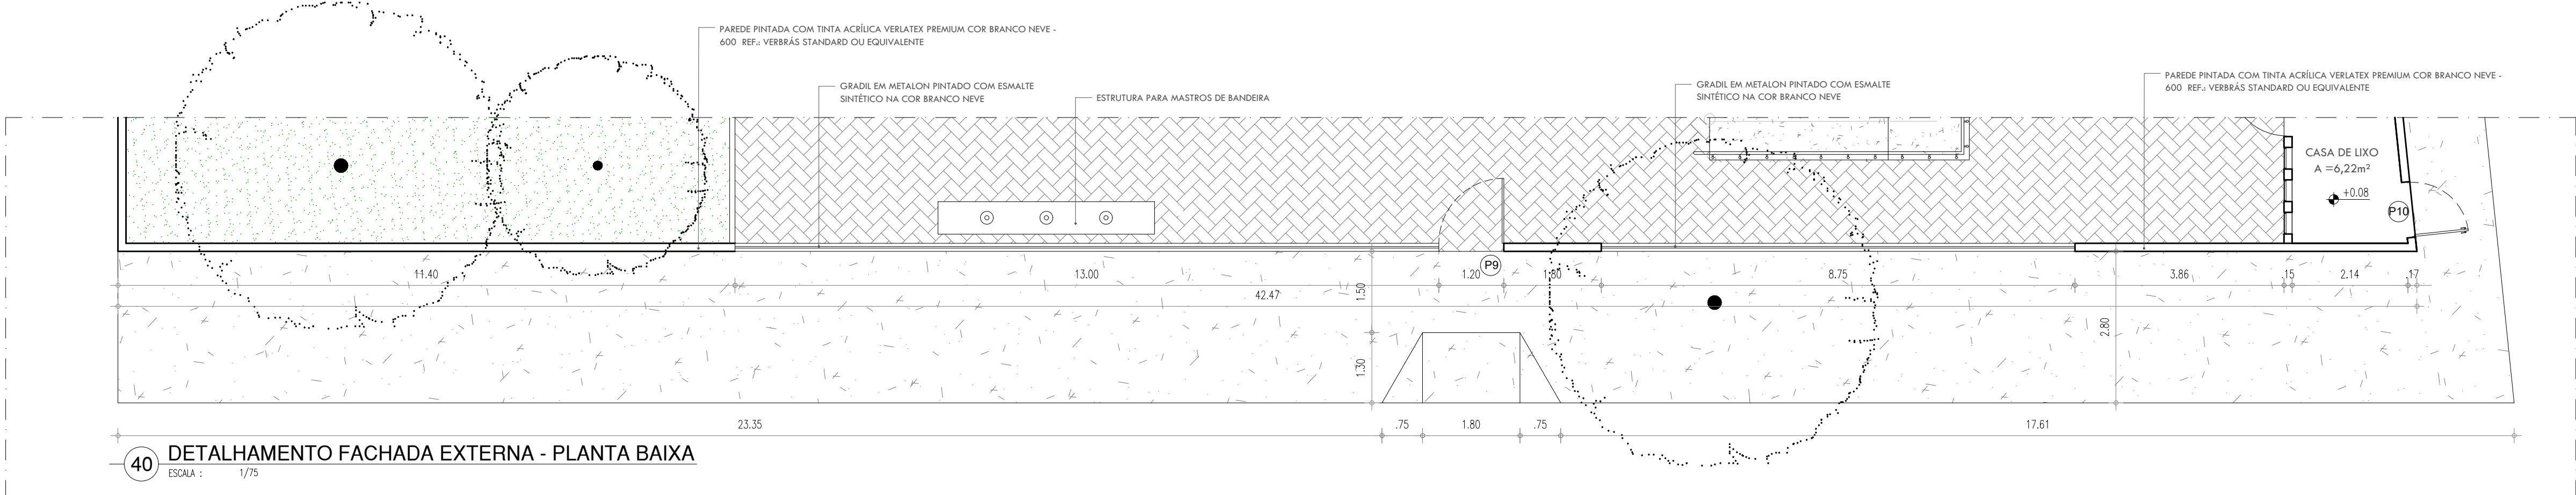 PAREDE PINTADA COM TINTA ACRÍLICA VERLATEX PREMIUM COR BRANCO NEVE -
600 REF.: VERBRÁS STANDARD OU EQUIVALENTE
GRADIL EM METALON PINTADO COM ESMALTE
SINTÉTICO NA COR BRANCO NEVE
ESTRUTURA PARA MASTROS DE BANDEIRA
GRADIL EM METALON PINTADO COM ESMALTE
SINTÉTICO NA COR BRANCO NEVE
PAREDE PINTADA COM TINTA ACRÍLICA VERLATEX PREMIUM COR BRANCO NEVE -
600 REF.: VERBRÁS STANDARD OU EQUIVALENTE
CASA DE LIXO
A =6,22m²
+0.08
P10
P9
11.40
13.00
1.20
1.80
8.75
3.86
.15
2.14
.17
42.47
1.50
1.30
2.80
23.35
.75
1.80
.75
17.61
40
DETALHAMENTO FACHADA EXTERNA - PLANTA BAIXA
ESCALA : 1/75